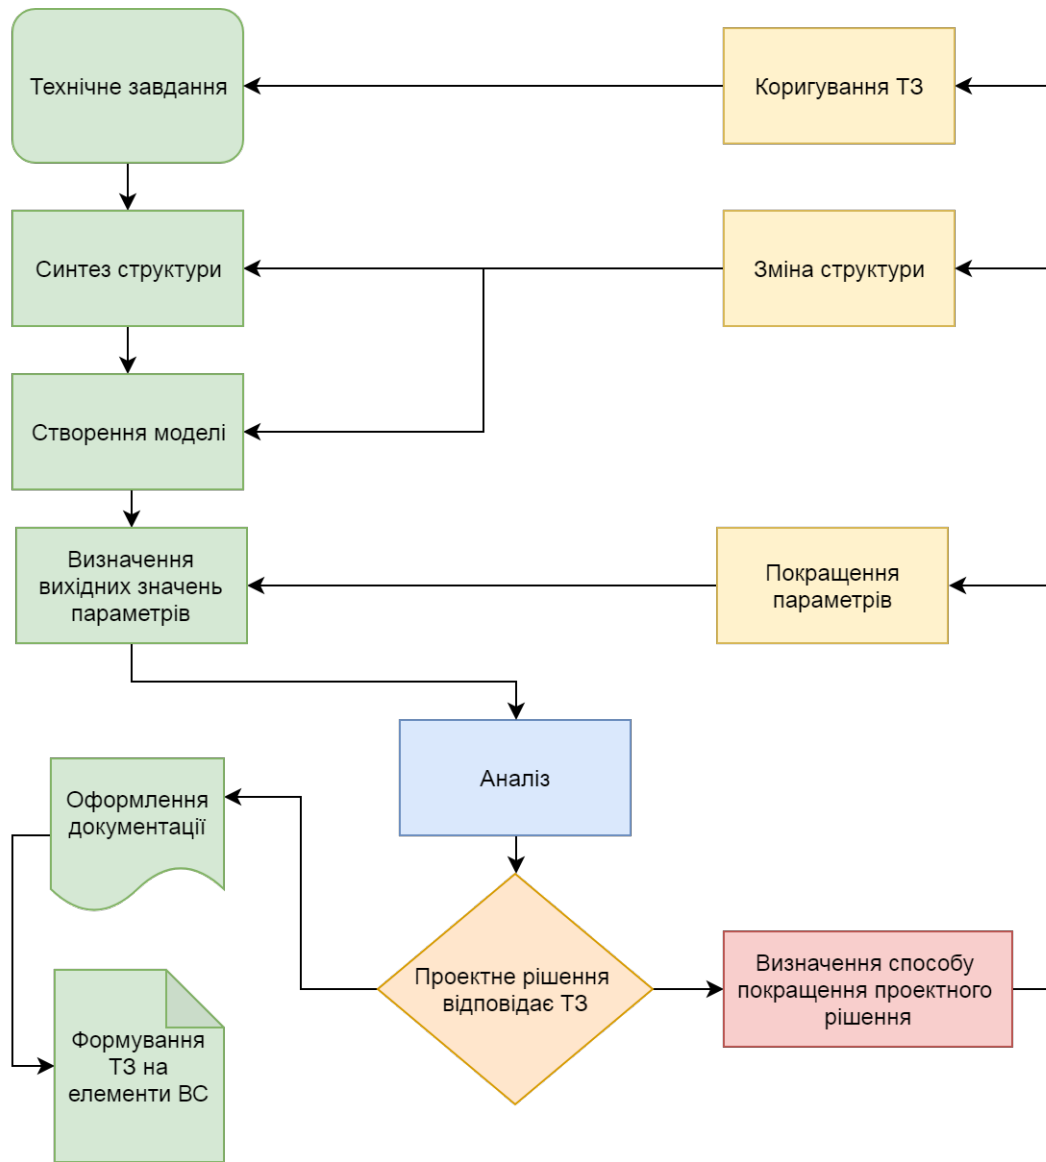 Технічне завдання
Коригування ТЗ
Синтез структури
Зміна структури
Створення моделі
Визначення
вихідних значень
параметрів
Покращення
параметрів
Аналіз
Оформлення
документації
Проектне рішення
відповідає ТЗ
Визначення способу
покращення проектного
рішення
Формування
ТЗ на
елементи ВС